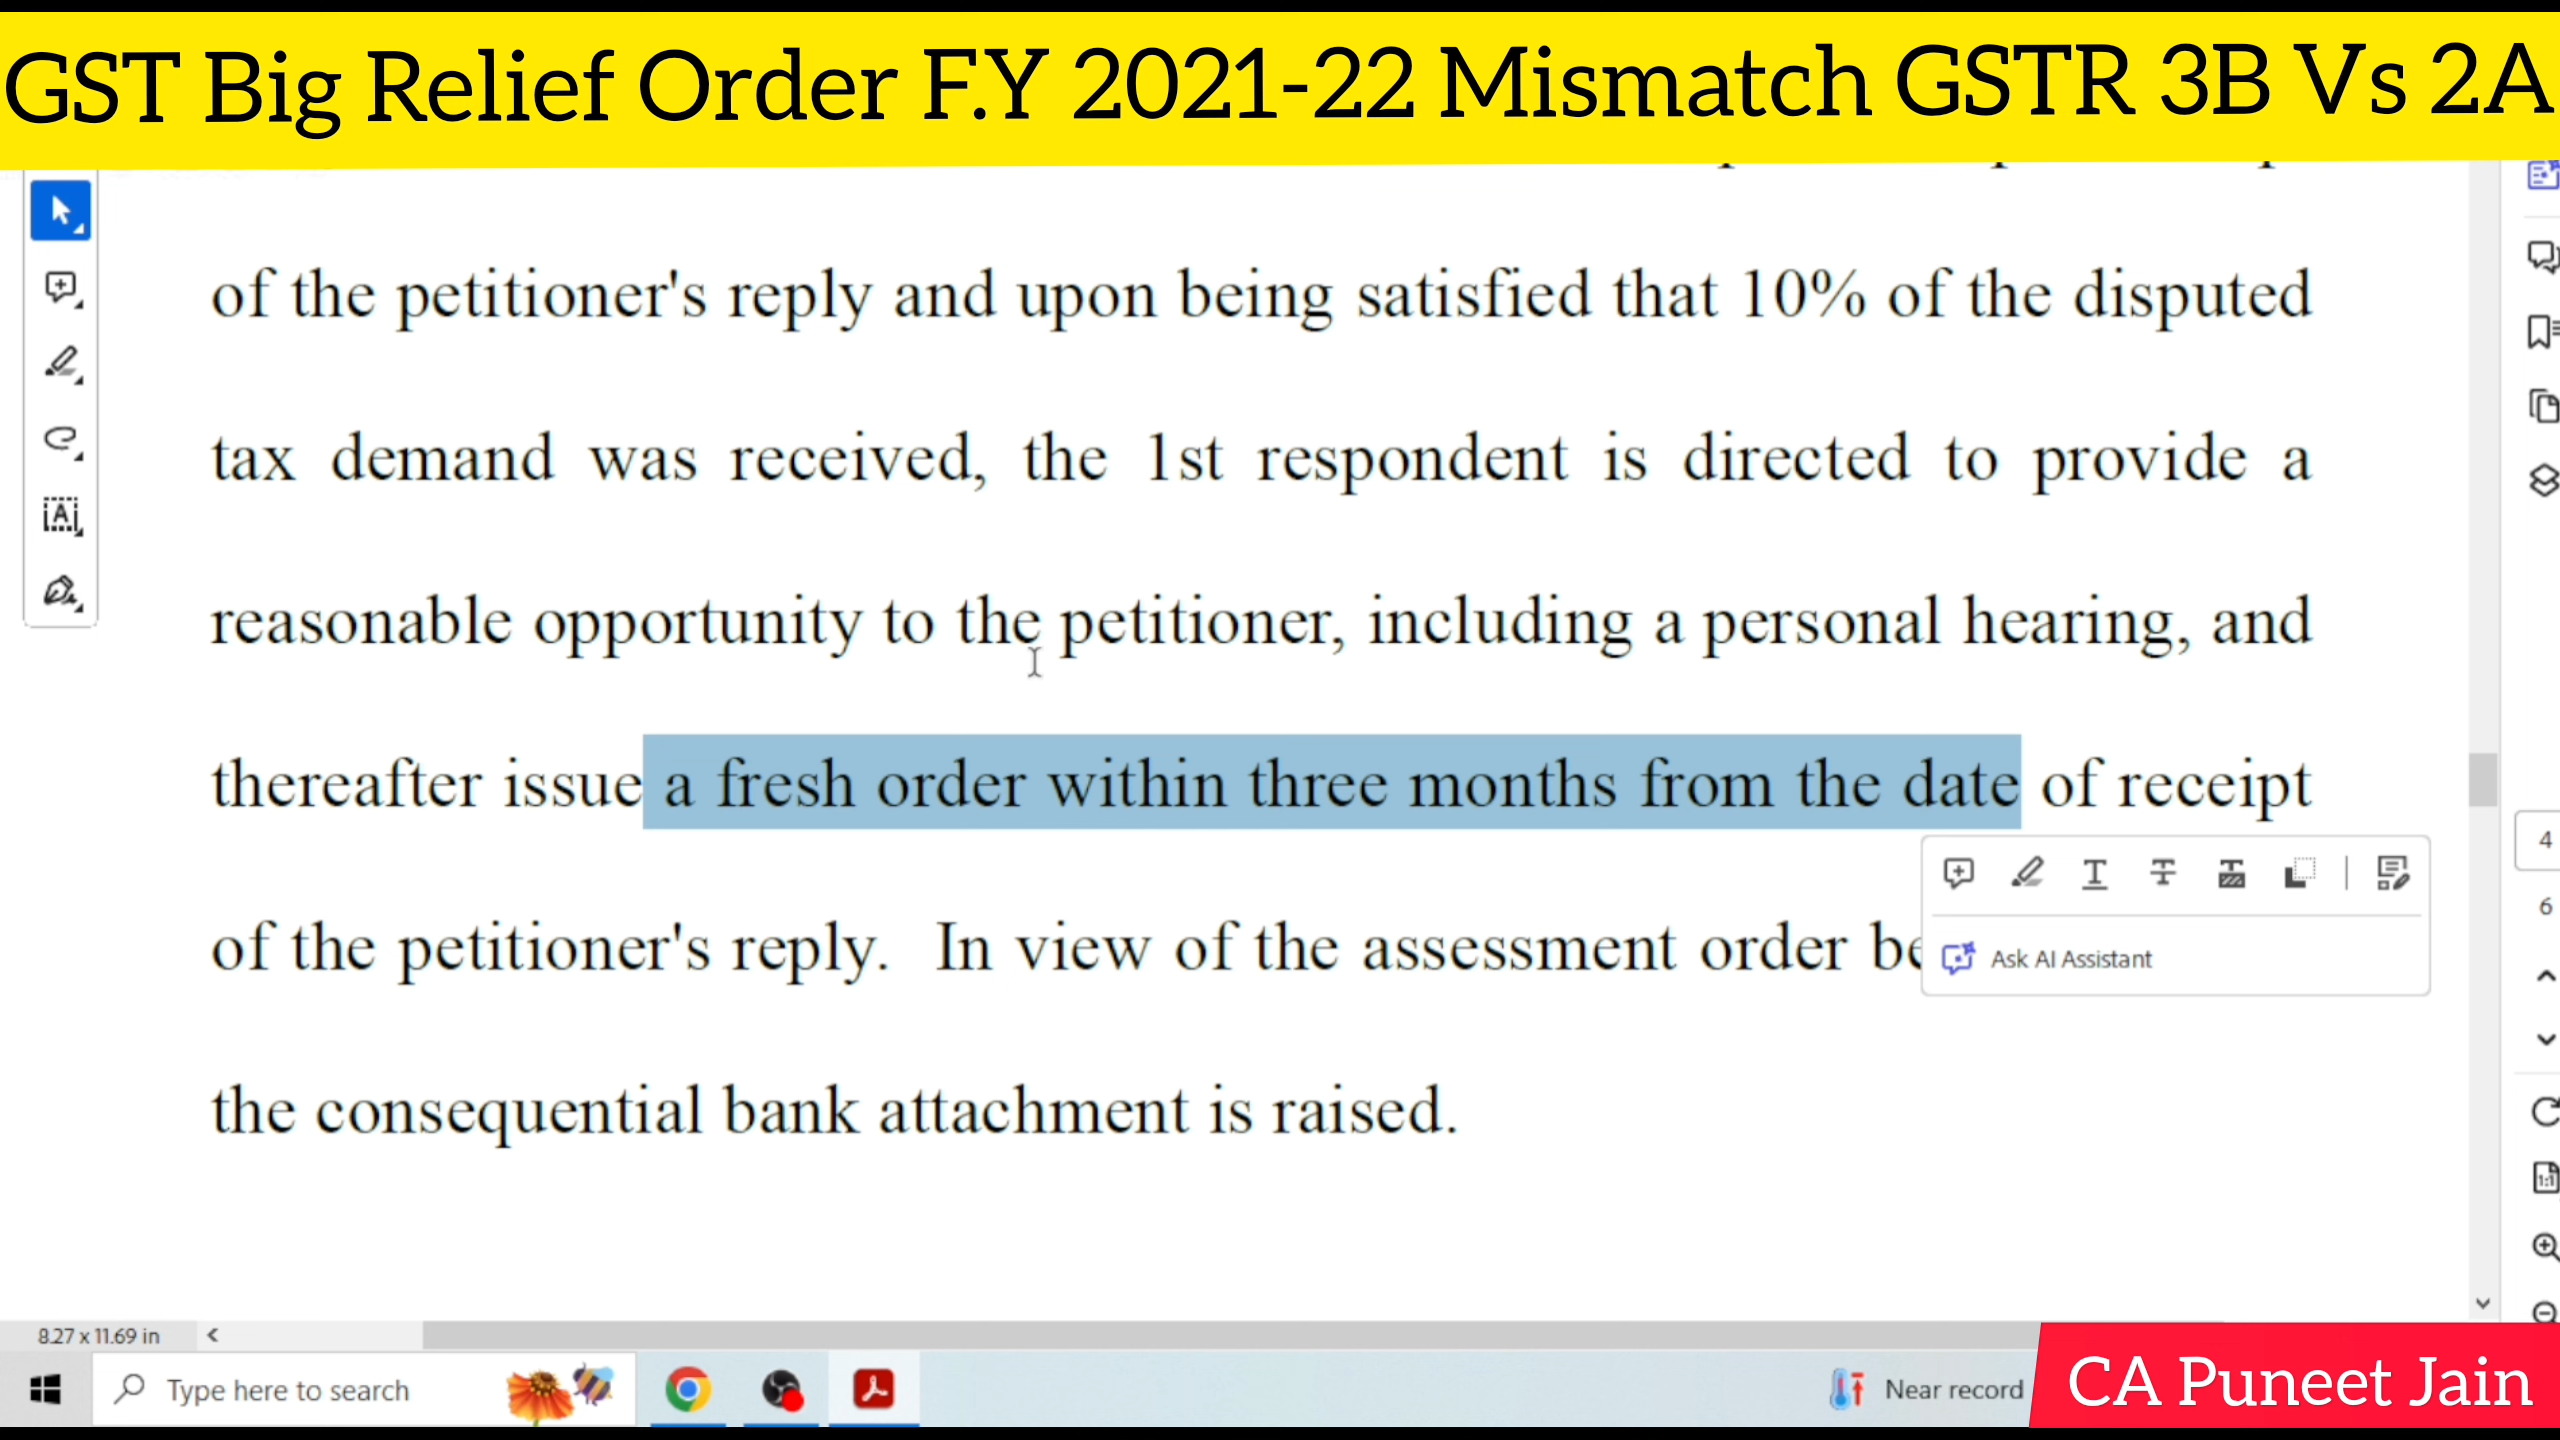 GST Big Relief Order F.Y 2021-22 Mismatch GSTR 3B Vs 2A
of the petitioner's reply and upon being satisfied that 10% of the disputed
tax demand was received, the 1st respondent is directed to provide a
reasonable opportunity to the petitioner, including a personal hearing, and
thereafter issue a fresh order within three months from the date of receipt
of the petitioner's reply. In view of the assessment order
Ask AI Assistant
the consequential bank attachment is raised.
4
6
8.27 x 11.69 in
Type here to search
Near record
CA Puneet Jain